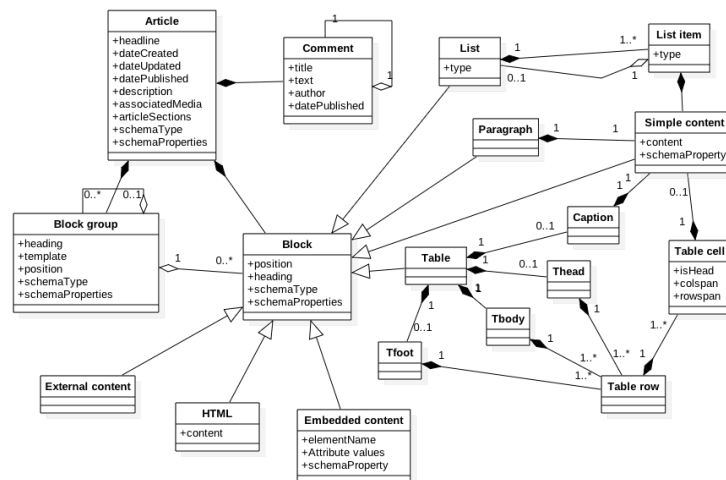 Article
+headline
+dateCreated
+dateUpdated
+datePublished
+description
+associatedMedia
+articleSections
+schemaType
+schemaProperties
1
Comment
+title
+text
+author
+datePublished
1
List
+type
1
1..*
0..1
1
List item
+type
Simple content
+content
+schemaProperty
Paragraph
1
1
1
1
0..1
Caption
1
0..*
0..1
Block group
+heading
+template
+position
+schemaType
+schemaProperties
1
0..*
Block
+position
+heading
+schemaType
+schemaProperties
Table
1
0..1
1
0..1
Thead
1
1..*
1
0..1
1
Tbody
1
1..*
Tfoot
1
1..*
Table cell
+isHead
+colspan
+rowspan
1
1..*
1
Table row
External content
HTML
+content
Embedded content
+elementName
+Attribute values
+schemaProperty